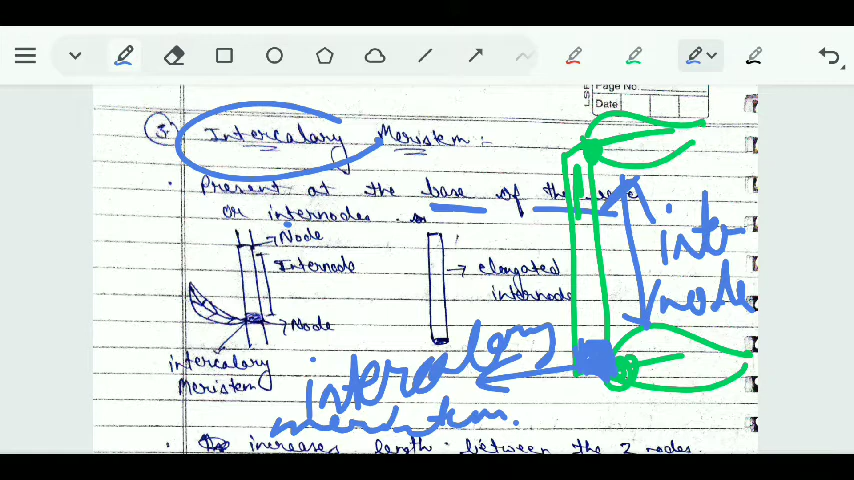 Page No.
Date
3. Intercalary Meristem :-
. Present at the base of the
or internodes.
Node
Internode
elongated
internode
Node
intercalary
Meristem
inter
node
intercalary
meristem.
. increases length between the 2 nodes.